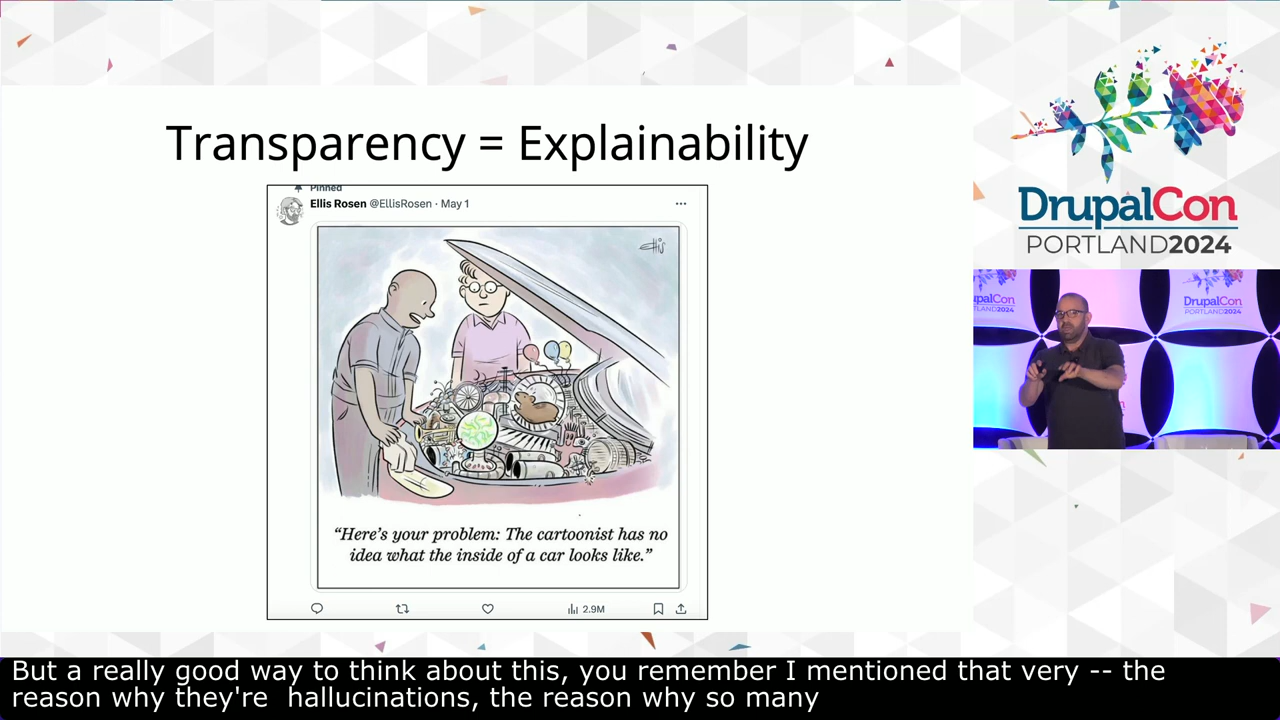 Transparency = Explainability
Pinned
Ellis Rosen @EllisRosen · May 1
“Here’s your problem: The cartoonist has no
idea what the inside of a car looks like.”
2.9M
DrupalCon
PORTLAND2024
DrupalCon
PORTLAND2024
But a really good way to think about this, you remember I mentioned that very -- the
reason why they're  hallucinations, the reason why so many